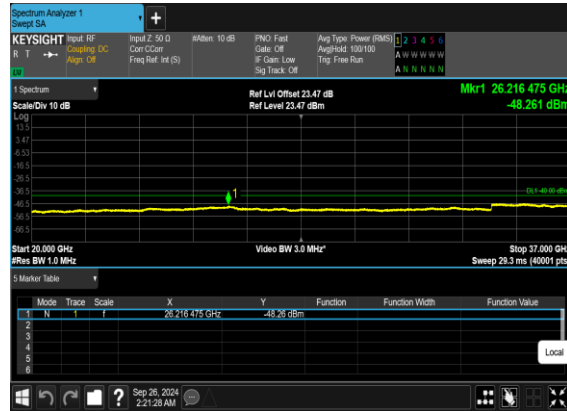 Spectrum Analyzer 1
Swept SA
+
KEYSIGHT Input: RF Input Z: 50 Ω #Atten: 10 dB PNO: Fast Avg Type: Power (RMS) 1 2 3 4 5 6
R T Coupling: DC Corr CCorr Gate: Off Avg|Hold: 100/100 A W W W W W
Align: Off Freq Ref: Int (S) IF Gain: Low Trig: Free Run A N N N N N
Sig Track: Off
1 Spectrum Ref Lvl Offset 23.47 dB Mkr1 26.216 475 GHz
Scale/Div 10 dB Ref Level 23.47 dBm -48.261 dBm
Log
13.5
3.47
-6.53
-16.5
-26.5
-36.5 1 DL1 -40.00 dBm
-46.5
-56.5
-66.5
Start 20.000 GHz Video BW 3.0 MHz* Stop 37.000 GHz
#Res BW 1.0 MHz Sweep 29.3 ms (40001 pts)
5 Marker Table
Mode Trace Scale X Y Function Function Width Function Value
1 N 1 f 26.216 475 GHz -48.26 dBm
2
3
4
5
6
Local
? Sep 26, 2024
2:21:28 AM